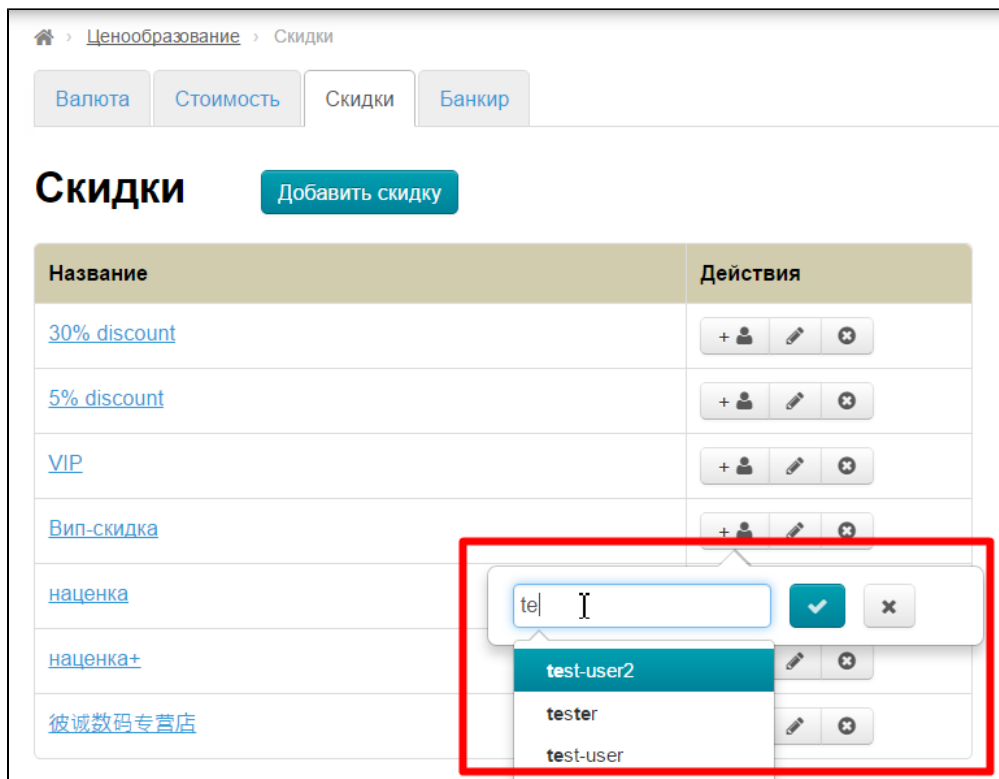 Ценообразование › Скидки
Валюта Стоимость Скидки Банкир
Скидки Добавить скидку
Название Действия
30% discount +
5% discount +
VIP +
Вип-скидка +
наценка te
наценка+ test-user2
tester
彼诚数码专营店
test-user